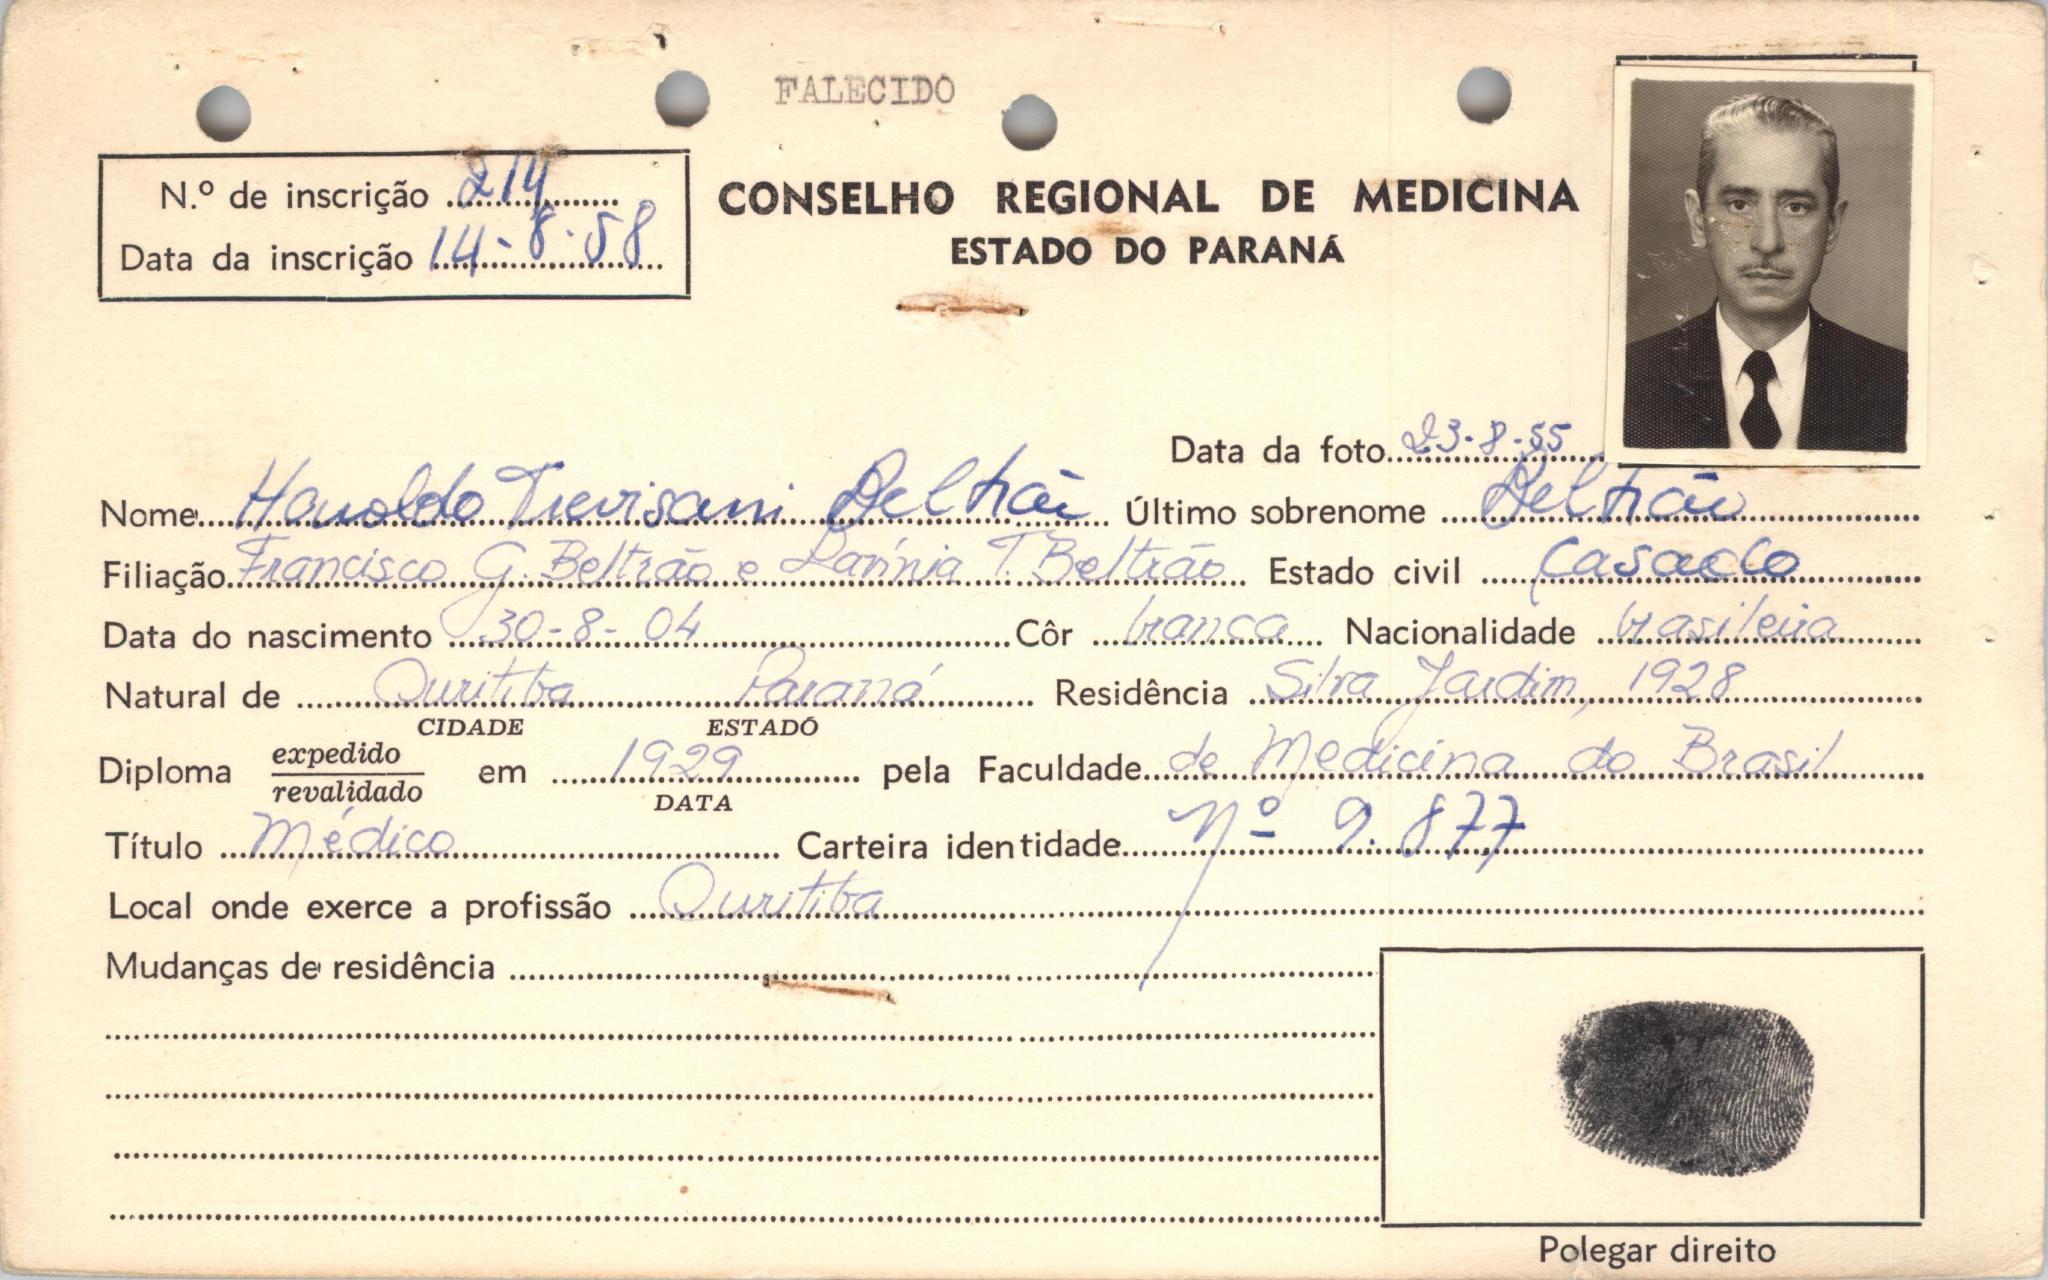 FALECIDO
N.º de inscrição 214
Data da inscrição 14-8-58
CONSELHO REGIONAL DE MEDICINA
ESTADO DO PARANÁ
Data da foto 23-8-55
Nome Haroldo Trevisani Beltrão Último sobrenome Beltrão
Filiação Francisco G. Beltrão e Lavínia T. Beltrão Estado civil casado
Data do nascimento 30-8-04 Côr branca Nacionalidade brasileira
Natural de Curitiba Paraná Residência Silva Jardim, 1928
CIDADE ESTADO
Diploma expedido em 1929 pela Faculdade de Medicina do Brasil
revalidado DATA
Título Médico Carteira identidade Nº 9.877
Local onde exerce a profissão Curitiba
Mudanças de residência
Polegar direito